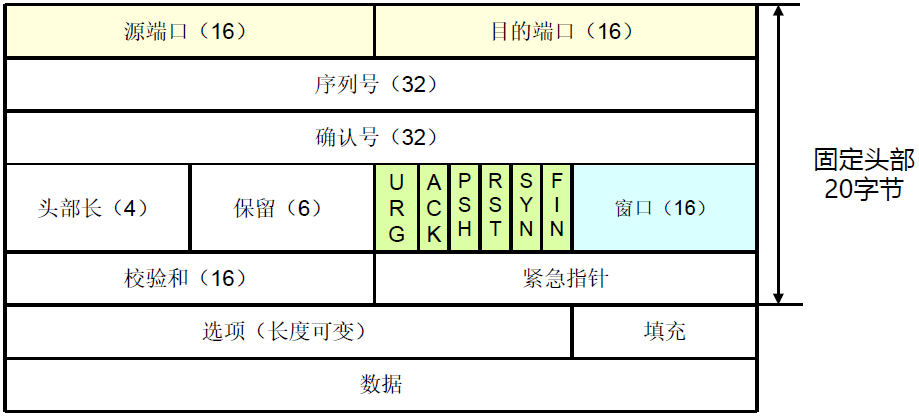 源端口（16）
目的端口（16）
序列号（32）
确认号（32）
头部长（4）
保留（6）
URG
ACK
PSH
RST
SYN
FIN
窗口（16）
校验和（16）
紧急指针
选项（长度可变）
填充
数据
固定头部
20字节